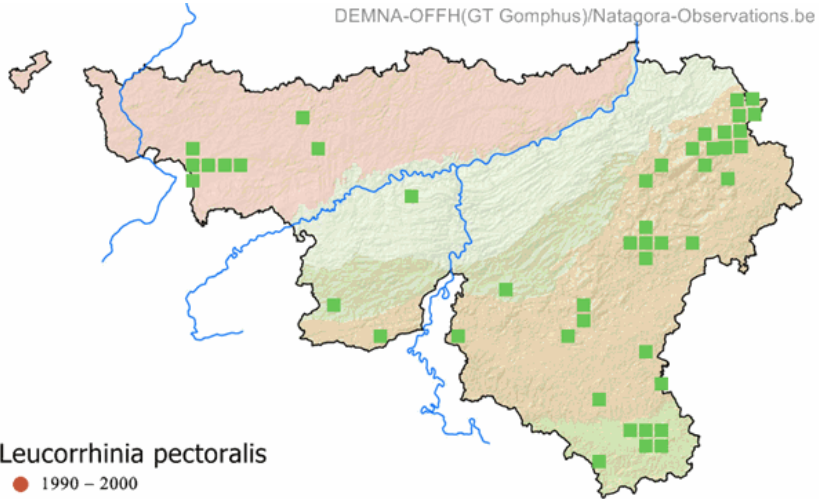 DEMNA-OFFH(GT Gomphus)/Natagora-Observations.be
Leucorrhinia pectoralis
1990 – 2000